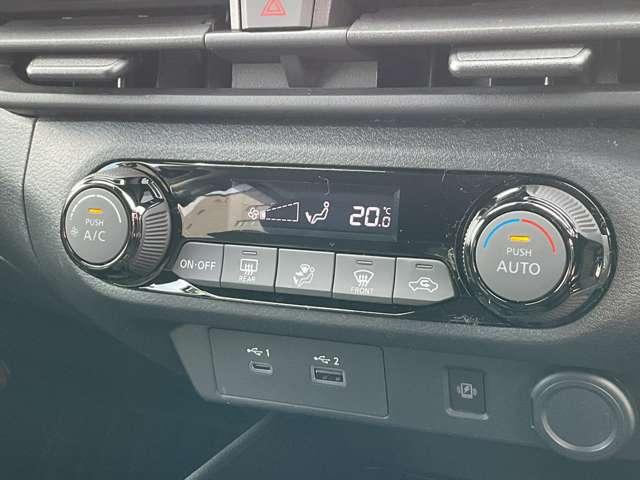 20.0 °C
PUSH
A/C
PUSH
AUTO
ON·OFF
REAR
FRONT
1
2